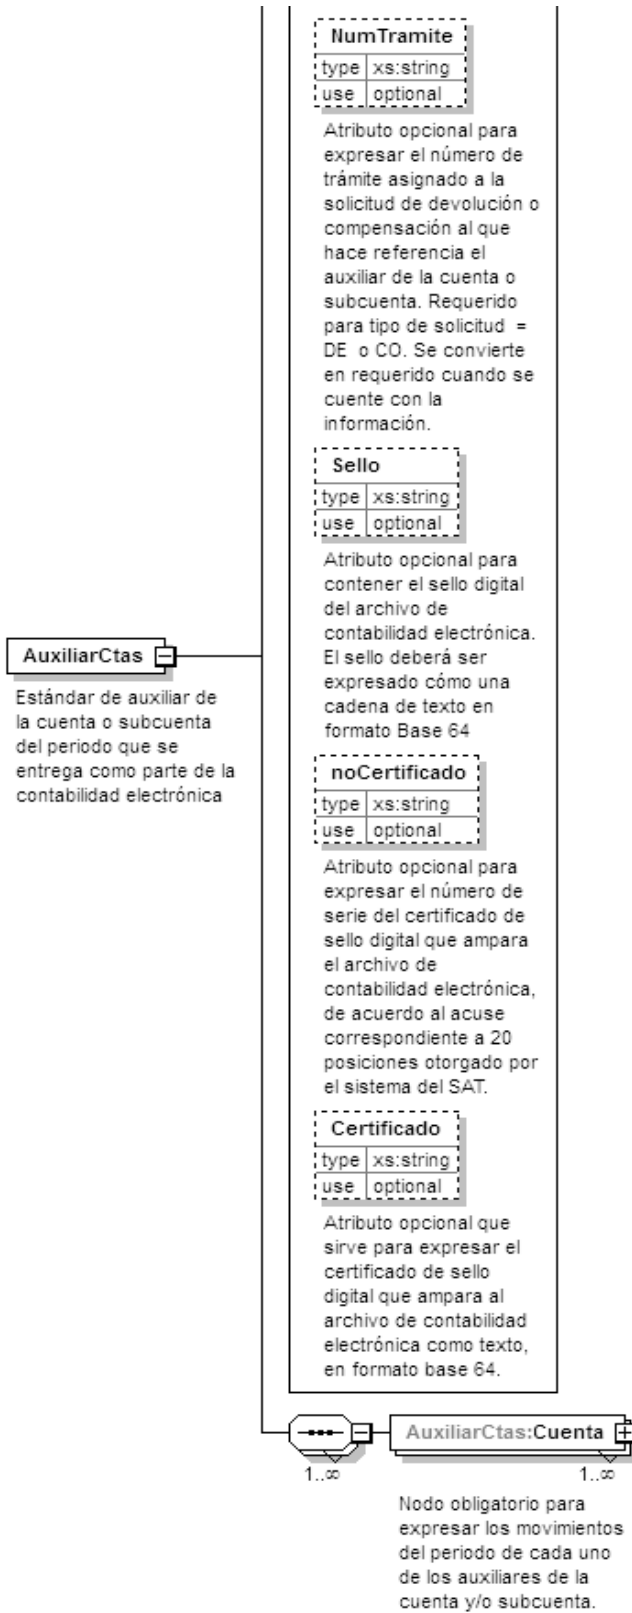 NumTramite
type xs:string
use optional
Atributo opcional para
expresar el número de
trámite asignado a la
solicitud de devolución o
compensación al que
hace referencia el
auxiliar de la cuenta o
subcuenta. Requerido
para tipo de solicitud =
DE o CO. Se convierte
en requerido cuando se
cuente con la
información.
Sello
type xs:string
use optional
Atributo opcional para
contener el sello digital
del archivo de
contabilidad electrónica.
El sello deberá ser
expresado cómo una
cadena de texto en
formato Base 64
AuxiliarCtas
Estándar de auxiliar de
la cuenta o subcuenta
del periodo que se
entrega como parte de la
contabilidad electrónica
noCertificado
type xs:string
use optional
Atributo opcional para
expresar el número de
serie del certificado de
sello digital que ampara
el archivo de
contabilidad electrónica,
de acuerdo al acuse
correspondiente a 20
posiciones otorgado por
el sistema del SAT.
Certificado
type xs:string
use optional
Atributo opcional que
sirve para expresar el
certificado de sello
digital que ampara al
archivo de contabilidad
electrónica como texto,
en formato base 64.
AuxiliarCtas:Cuenta
1..∞ 1..∞
Nodo obligatorio para
expresar los movimientos
del periodo de cada uno
de los auxiliares de la
cuenta y/o subcuenta.